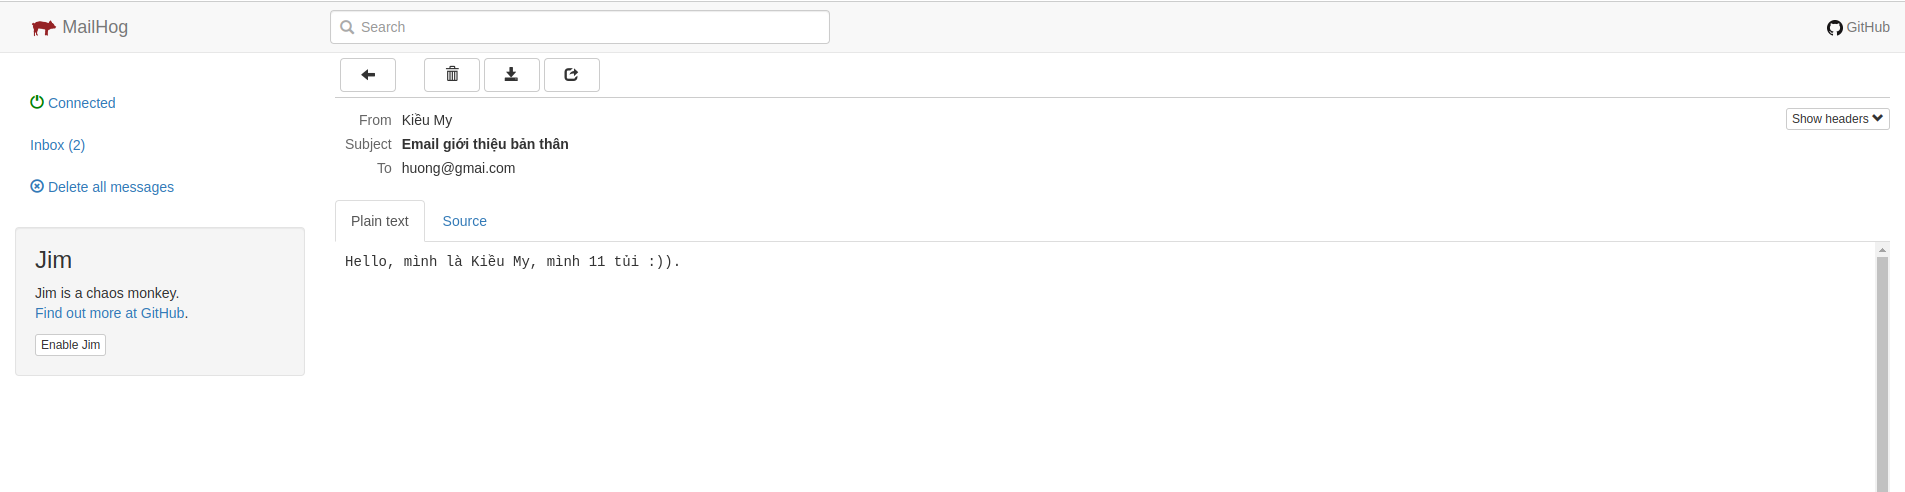 MailHog
Search
GitHub
Connected
Inbox (2)
Delete all messages
Jim
Jim is a chaos monkey.
Find out more at GitHub.
Enable Jim
From Kiều My
Show headers
Subject Email giới thiệu bản thân
To huong@gmai.com
Plain text Source
Hello, mình là Kiều My, mình 11 tủi :)).